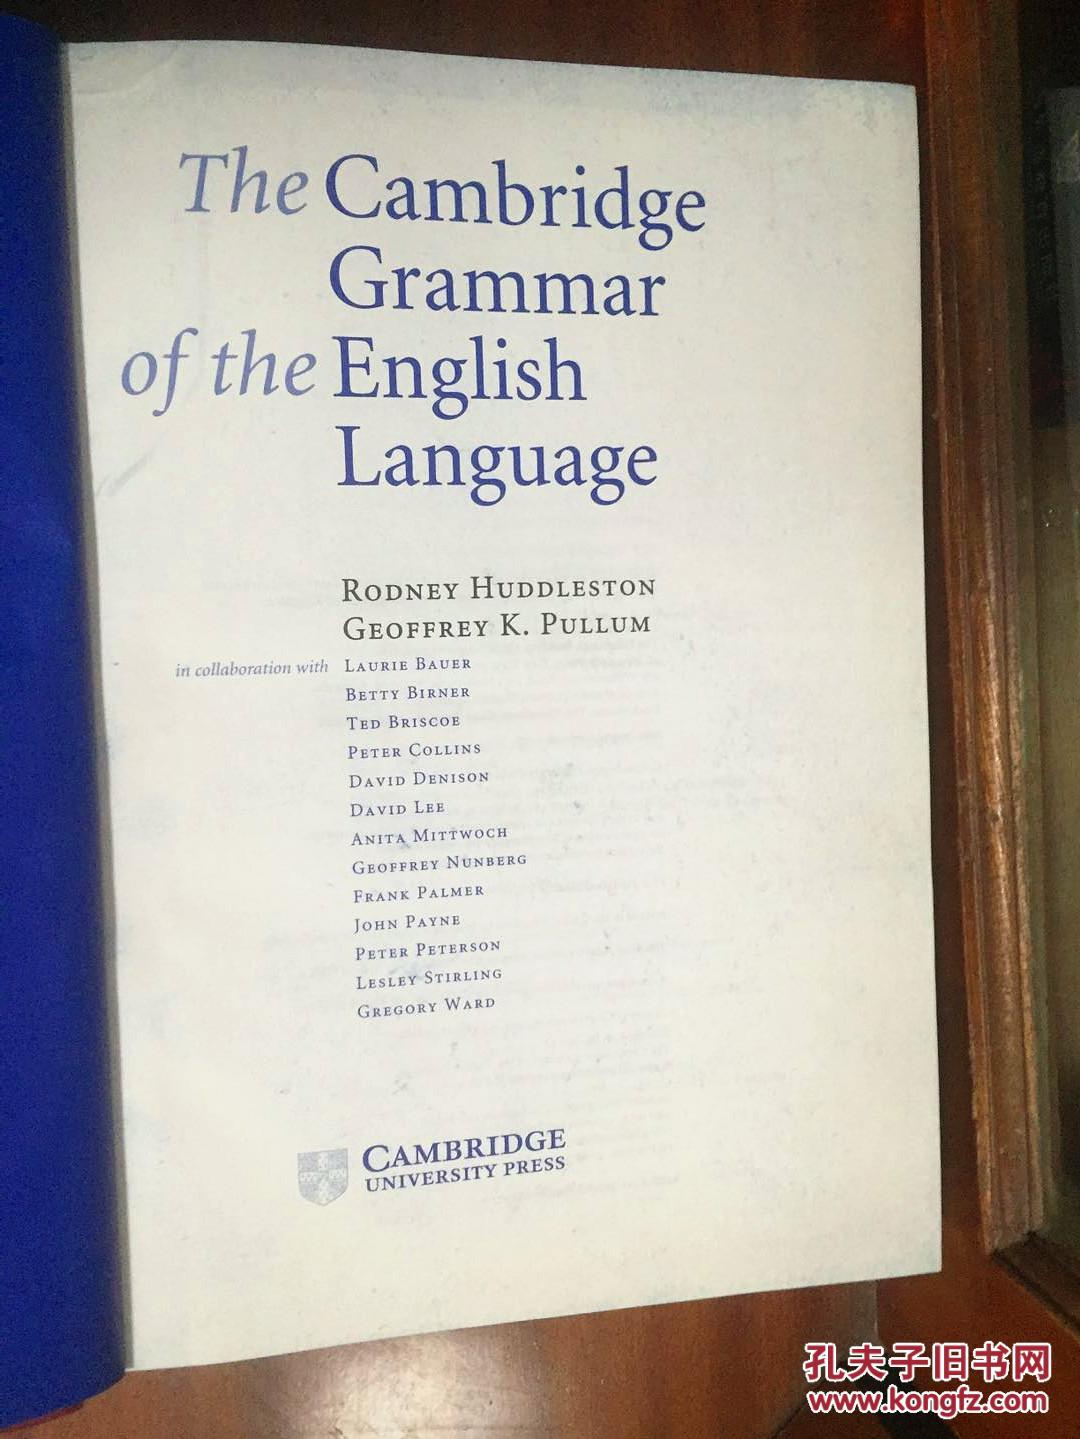 The Cambridge
Grammar
of the English
Language
RODNEY HUDDLESTON
GEOFFREY K. PULLUM
in collaboration with LAURIE BAUER
BETTY BIRNER
TED BRISCOE
PETER COLLINS
DAVID DENISON
DAVID LEE
ANITA MITTWOCH
GEOFFREY NUNBERG
FRANK PALMER
JOHN PAYNE
PETER PETERSON
LESLEY STIRLING
GREGORY WARD
CAMBRIDGE
UNIVERSITY PRESS
孔夫子旧书网
www.kongfz.com